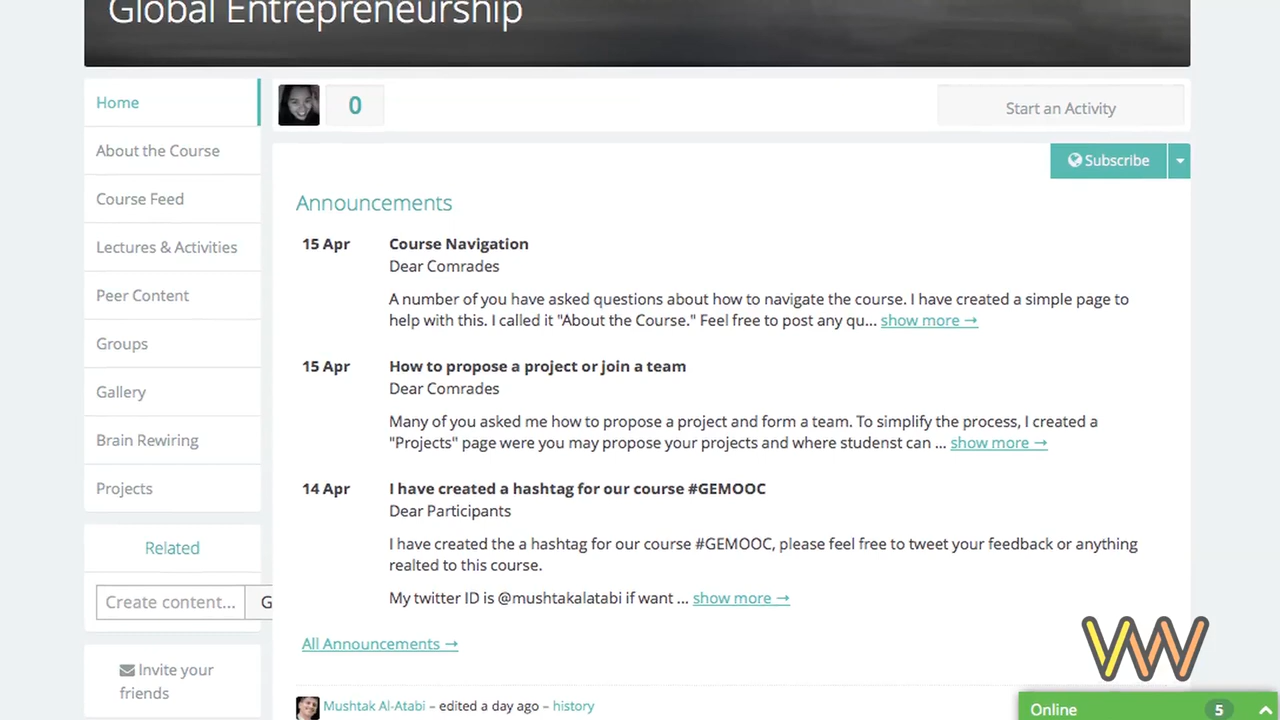 Global Entrepreneurship
Home
About the Course
Course Feed
Lectures & Activities
Peer Content
Groups
Gallery
Brain Rewiring
Projects
Related
Create content...
G
Invite your
friends
0
Start an Activity
Subscribe
Announcements
15 Apr
Course Navigation
Dear Comrades
A number of you have asked questions about how to navigate the course. I have created a simple page to
help with this. I called it "About the Course." Feel free to post any qu... show more →
15 Apr
How to propose a project or join a team
Dear Comrades
Many of you asked me how to propose a project and form a team. To simplify the process, I created a
"Projects" page were you may propose your projects and where studenst can ... show more →
14 Apr
I have created a hashtag for our course #GEMOOC
Dear Participants
I have created the a hashtag for our course #GEMOOC, please feel free to tweet your feedback or anything
realted to this course.
My twitter ID is @mushtakalatabi if want ... show more →
All Announcements →
Mushtak Al-Atabi – edited a day ago – history
Online 5